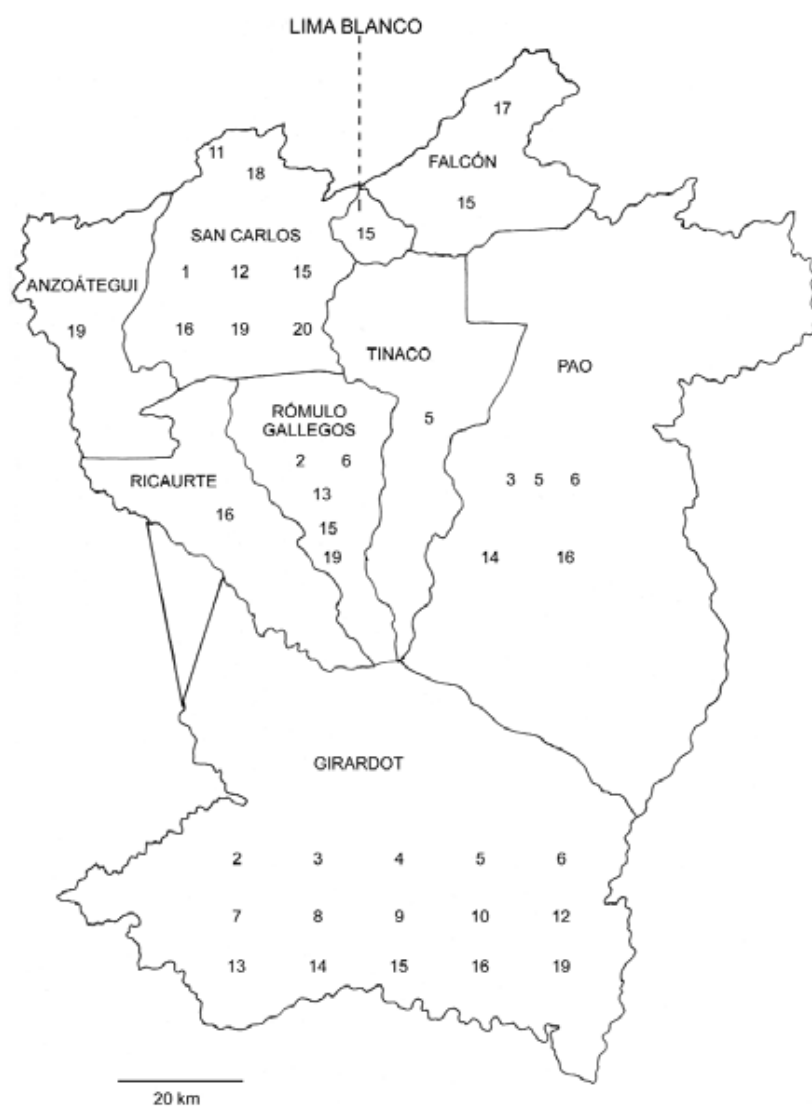 LIMA BLANCO
17
11
18
FALCÓN
15
SAN CARLOS
15
1 12 15
ANZOÁTEGUI
19
16 19 20
TINACO
PAO
RÓMULO
GALLEGOS
5
2 6
RICAURTE
3 5 6
13
16
15
19
14 16
GIRARDOT
2 3 4 5 6
7 8 9 10 12
13 14 15 16 19
20 km